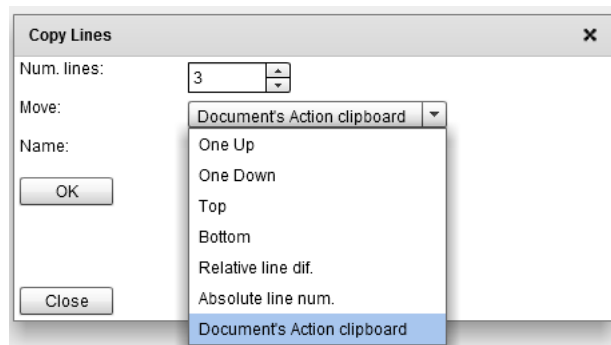 Copy Lines
Num. lines: 3
Move: Document's Action clipboard
Name:
One Up
One Down
Top
Bottom
Relative line dif.
Absolute line num.
Document's Action clipboard
OK
Close